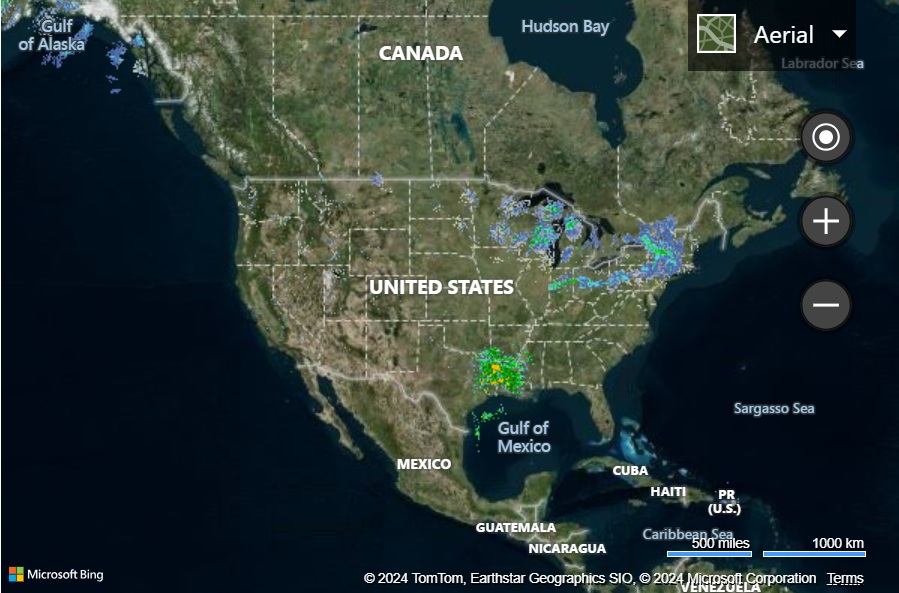 Gulf
of Alaska
CANADA
Hudson Bay
Aerial
Labrador Sea
UNITED STATES
Sargasso Sea
Gulf of
Mexico
MEXICO
CUBA
HAITI
PR
(U.S.)
GUATEMALA
Caribbean Sea
500 miles
1000 km
NICARAGUA
Microsoft Bing
© 2024 TomTom, Earthstar Geographics SIO, © 2024 Microsoft Corporation Terms
VENEZUELA